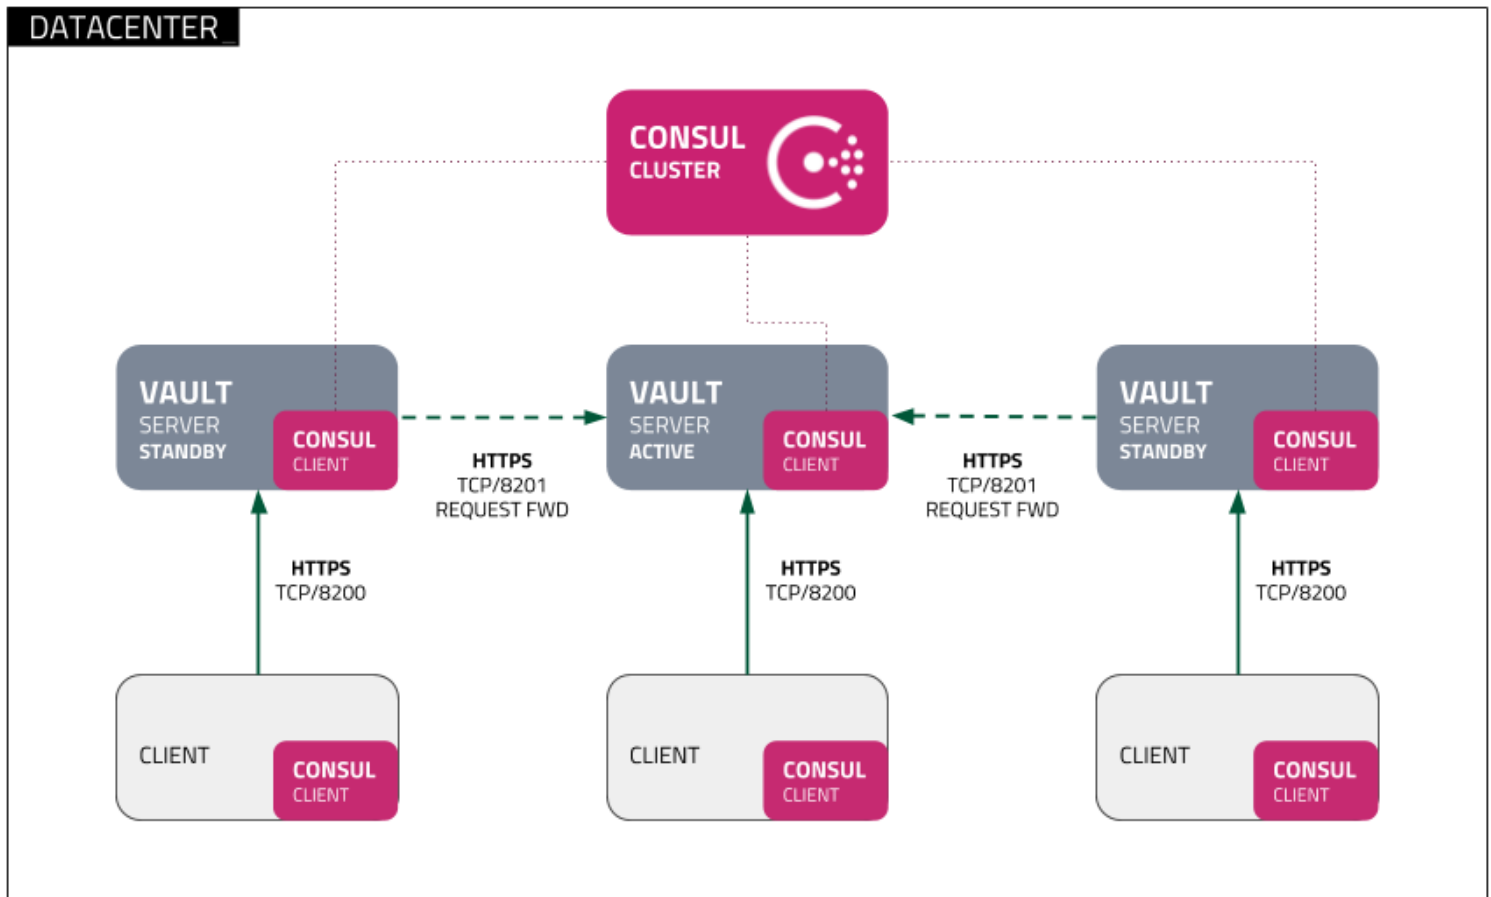 DATACENTER_
CONSUL
CLUSTER
VAULT
SERVER
STANDBY
CONSUL
CLIENT
HTTPS
TCP/8201
REQUEST FWD
VAULT
SERVER
ACTIVE
CONSUL
CLIENT
HTTPS
TCP/8201
REQUEST FWD
VAULT
SERVER
STANDBY
CONSUL
CLIENT
HTTPS
TCP/8200
HTTPS
TCP/8200
HTTPS
TCP/8200
CLIENT
CONSUL
CLIENT
CLIENT
CONSUL
CLIENT
CLIENT
CONSUL
CLIENT